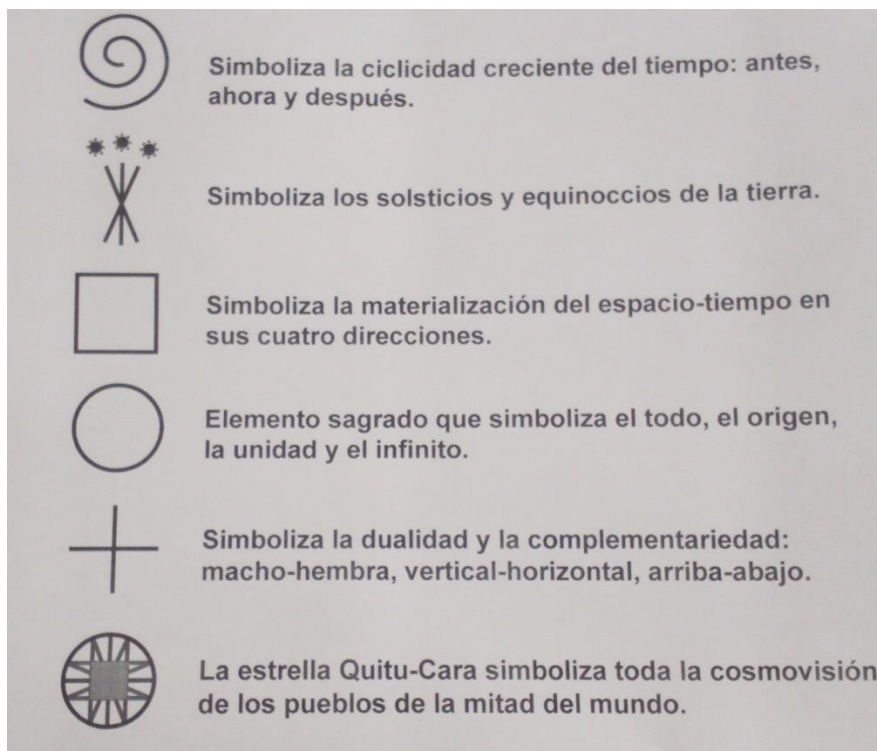 Simboliza la ciclicidad creciente del tiempo: antes,
ahora y después.
Simboliza los solsticios y equinoccios de la tierra.
Simboliza la materialización del espacio-tiempo en
sus cuatro direcciones.
Elemento sagrado que simboliza el todo, el origen,
la unidad y el infinito.
Simboliza la dualidad y la complementariedad:
macho-hembra, vertical-horizontal, arriba-abajo.
La estrella Quitu-Cara simboliza toda la cosmovisión
de los pueblos de la mitad del mundo.